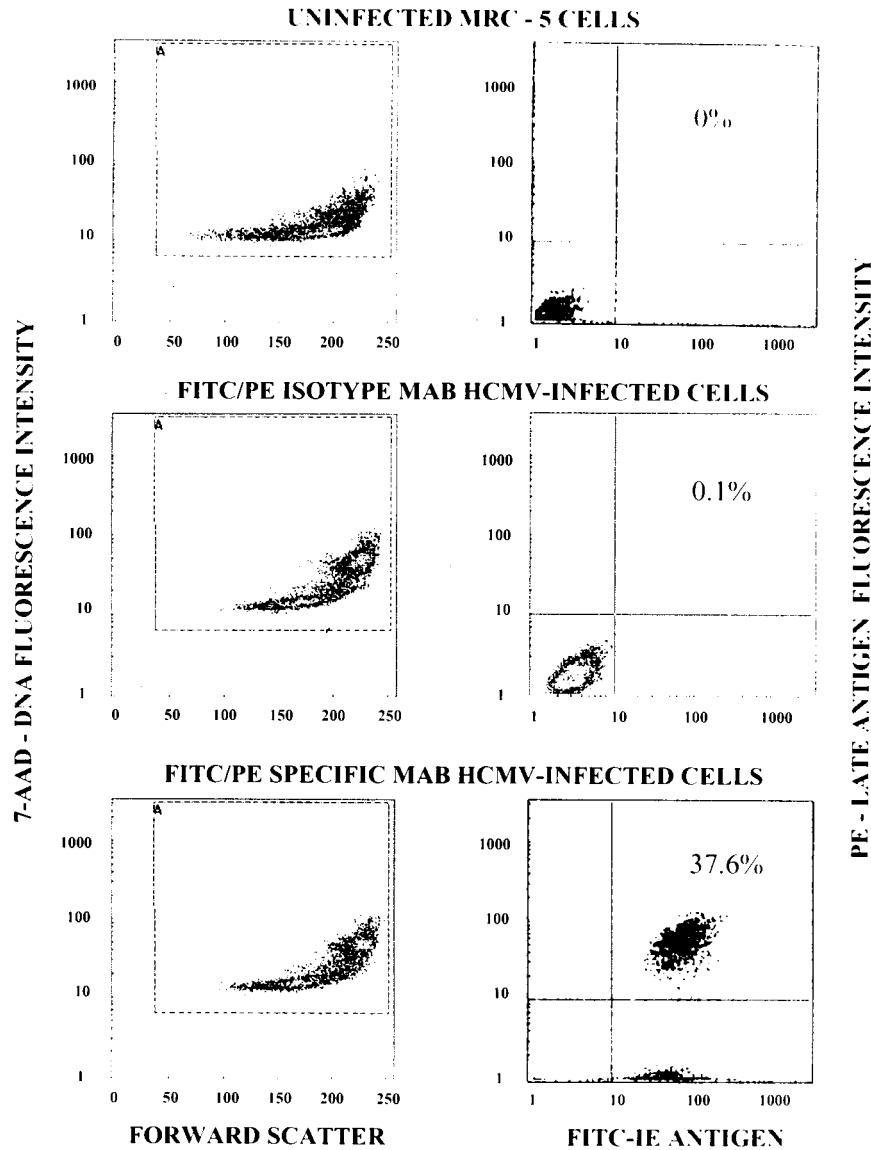 UNINFECTED MRC - 5 CELLS
A
1000
100
10
1
0 50 100 150 200 250
0%
1000
100
10
1
1 10 100 1000
FITC/PE ISOTYPE MAB HCMV-INFECTED CELLS
A
1000
100
10
1
0 50 100 150 200 250
0.1%
1000
100
10
1
1 10 100 1000
FITC/PE SPECIFIC MAB HCMV-INFECTED CELLS
A
1000
100
10
1
0 50 100 150 200 250
37.6%
1000
100
10
1
1 10 100 1000
FORWARD SCATTER
FITC-IE ANTIGEN
7-AAD - DNA FLUORESCENCE INTENSITY
PE - LATE ANTIGEN FLUORESCENCE INTENSITY